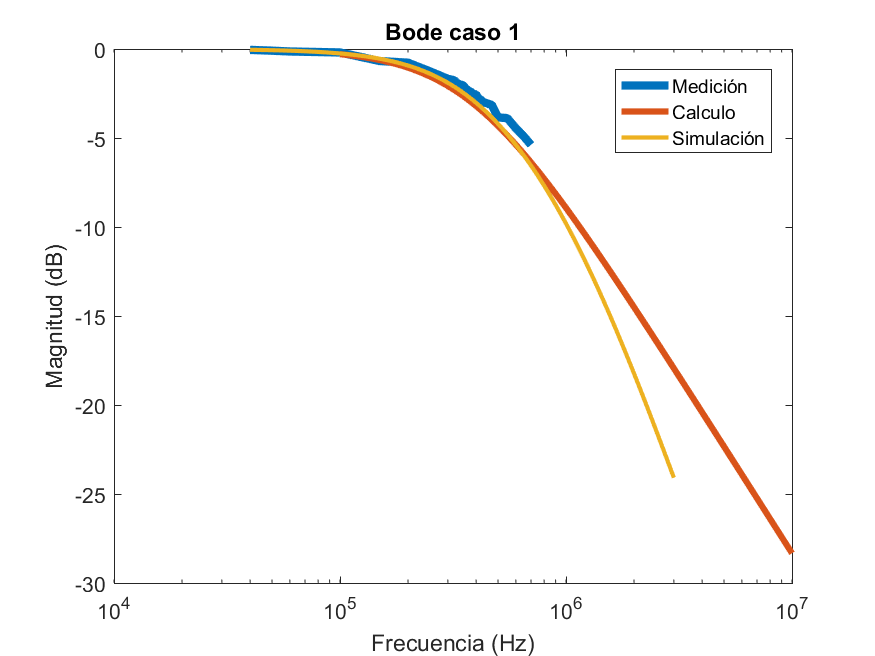 Bode caso 1
Medición
Calculo
Simulación
Magnitud (dB)
0
-5
-10
-15
-20
-25
-30
10^4
10^5
10^6
10^7
Frecuencia (Hz)